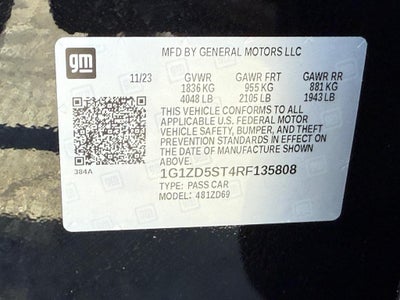 gm
MFD BY GENERAL MOTORS LLC
11/23 GVWR GAWR FRT GAWR RR
1836 KG 955 KG 881 KG
4048 LB 2105 LB 1943 LB
THIS VEHICLE CONFORMS TO ALL APPLICABLE
U.S. FEDERAL MOTOR
VEHICLE SAFETY, BUMPER, AND THEFT
PREVENTION STANDARDS IN EFFECT ON
THE DATE OF MANUFACTURE SHOWN
ABOVE.
384A
1G1ZD5ST4RF135808
TYPE: PASS CAR
MODEL: 481ZD69